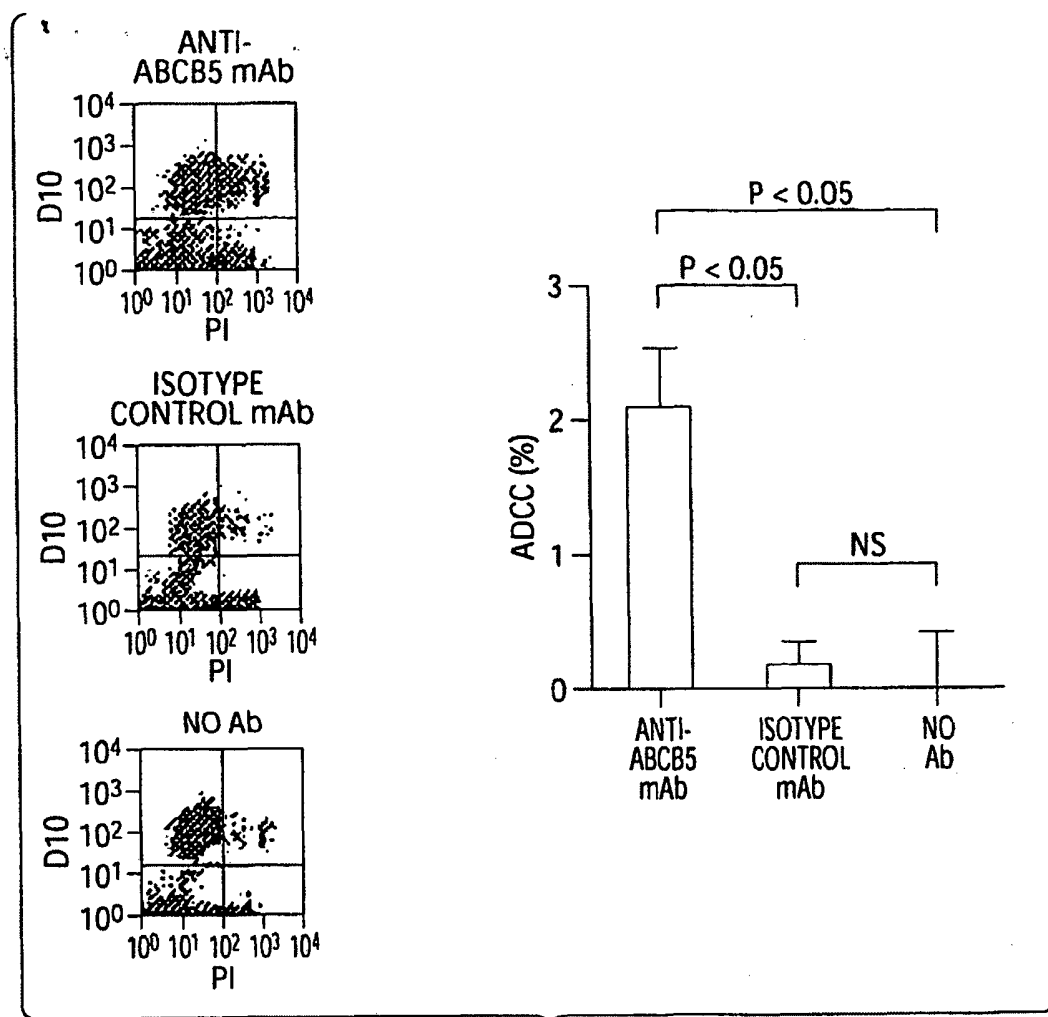 ANTI-
ABCB5 mAb
10⁴
10³
10²
10¹
10⁰
D10
10⁰ 10¹ 10² 10³ 10⁴
PI
ISOTYPE
CONTROL mAb
10⁴
10³
10²
10¹
10⁰
D10
10⁰ 10¹ 10² 10³ 10⁴
PI
NO Ab
10⁴
10³
10²
10¹
10⁰
D10
10⁰ 10¹ 10² 10³ 10⁴
PI
P < 0.05
P < 0.05
NS
3
2
1
0
ADCC (%)
ANTI-
ABCB5
mAb
ISOTYPE
CONTROL
mAb
NO
Ab